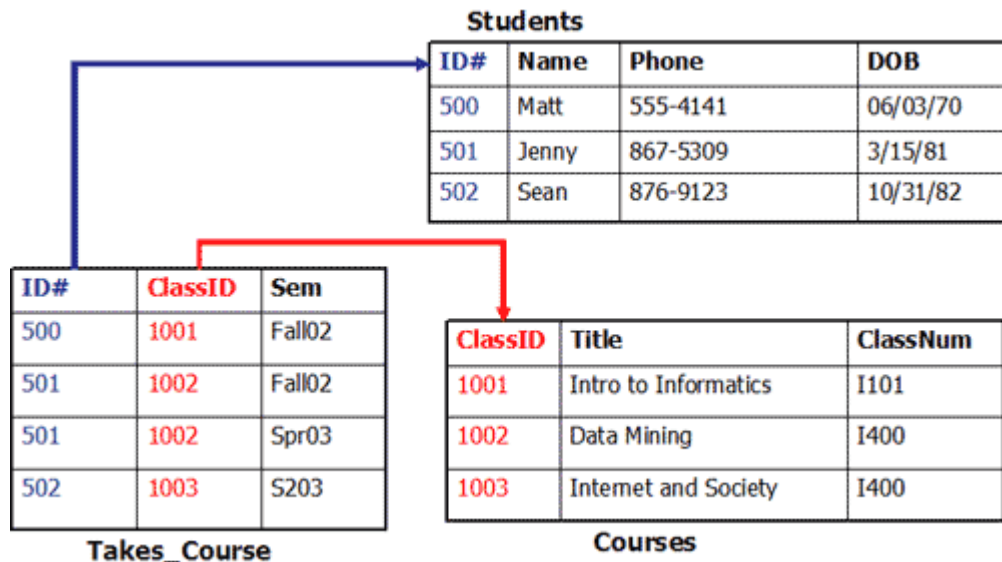 Students
ID# Name Phone DOB
500 Matt 555-4141 06/03/70
501 Jenny 867-5309 3/15/81
502 Sean 876-9123 10/31/82
ID# ClassID Sem
500 1001 Fall02
501 1002 Fall02
501 1002 Spr03
502 1003 S203
Takes_Course
ClassID Title ClassNum
1001 Intro to Informatics I101
1002 Data Mining I400
1003 Internet and Society I400
Courses